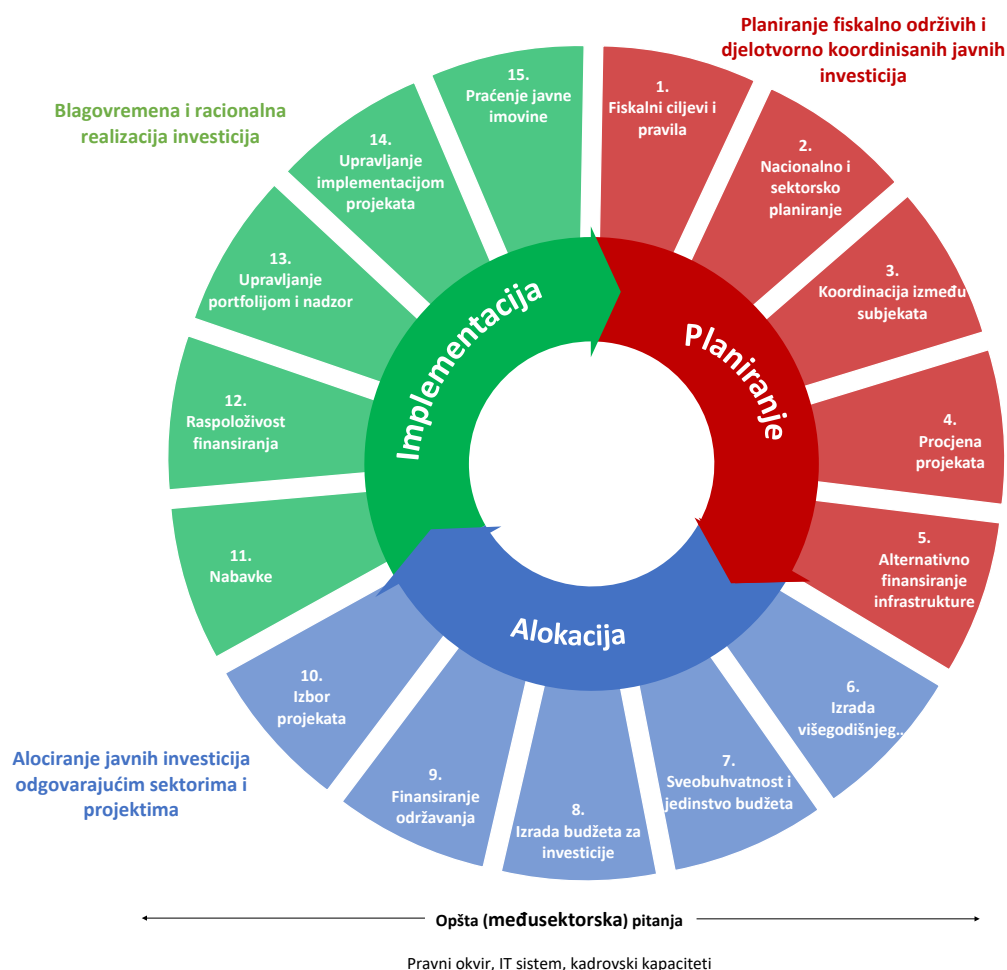 Planiranje fiskalno održivih i
djelotvorno koordinisanih javnih
investicija
Blagovremena i racionalna
realizacija investicija
1.
Fiskalni ciljevi i
pravila
2.
Nacionalno i
sektorsko
planiranje
3.
Koordinacija između
subjekata
4.
Procjena
projekata
5.
Alternativno
finansiranje
infrastrukture
6.
Izrada
višegodišnjeg..
7.
Sveobuhvatnost i
jedinstvo budžeta
8.
Izrada budžeta za
investicije
9.
Finansiranje
održavanja
10.
Izbor
projekata
11.
Nabavke
12.
Raspoloživost
finansiranja
13.
Upravljanje
portfolijom i nadzor
14.
Upravljanje
implementacijom
projekata
15.
Praćenje javne
imovine
Planiranje
Alokacija
Implementacija
Alociranje javnih investicija
odgovarajućim sektorima i
projektima
Opšta (međusektorska) pitanja
Pravni okvir, IT sistem, kadrovski kapaciteti